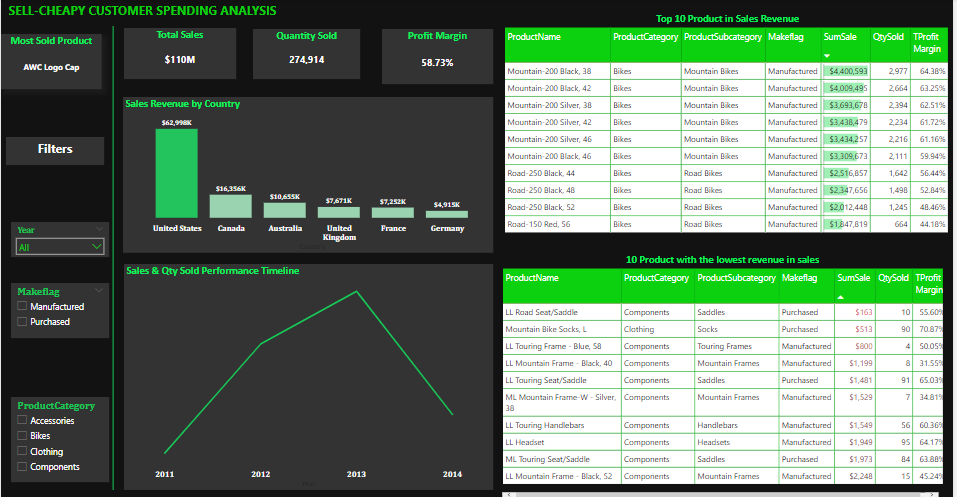 SELL-CHEAPY CUSTOMER SPENDING ANALYSIS
Most Sold Product
AWC Logo Cap
Total Sales
$110M
Quantity Sold
274,914
Profit Margin
58.73%
Filters
Year
All
Makeflag
Manufactured
Purchased
ProductCategory
Accessories
Bikes
Clothing
Components
Sales Revenue by Country
$62,998K
$16,356K
$10,655K
$7,671K
$7,252K
$4,915K
United States Canada Australia United Kingdom France Germany
Sales & Qty Sold Performance Timeline
2011 2012 2013 2014
Top 10 Product in Sales Revenue
ProductName ProductCategory ProductSubcategory Makeflag SumSale QtySold TProfit Margin
Mountain-200 Black, 38 Bikes Mountain Bikes Manufactured $4,400,593 2,977 64.38%
Mountain-200 Black, 42 Bikes Mountain Bikes Manufactured $4,009,495 2,664 63.25%
Mountain-200 Silver, 38 Bikes Mountain Bikes Manufactured $3,693,678 2,394 62.51%
Mountain-200 Silver, 42 Bikes Mountain Bikes Manufactured $3,438,479 2,234 61.72%
Mountain-200 Silver, 46 Bikes Mountain Bikes Manufactured $3,434,257 2,216 61.16%
Mountain-200 Black, 46 Bikes Mountain Bikes Manufactured $3,309,673 2,111 59.94%
Road-250 Black, 44 Bikes Road Bikes Manufactured $2,516,857 1,642 56.44%
Road-250 Black, 48 Bikes Road Bikes Manufactured $2,347,656 1,498 52.84%
Road-250 Black, 52 Bikes Road Bikes Manufactured $2,012,448 1,245 48.46%
Road-150 Red, 56 Bikes Road Bikes Manufactured $1,847,819 664 44.18%
10 Product with the lowest revenue in sales
ProductName ProductCategory ProductSubcategory Makeflag SumSale QtySold TProfit Margin
LL Road Seat/Saddle Components Saddles Purchased $163 10 55.60%
Mountain Bike Socks, L Clothing Socks Purchased $513 90 70.87%
LL Touring Frame - Blue, 58 Components Touring Frames Manufactured $800 4 50.05%
LL Mountain Frame - Black, 40 Components Mountain Frames Manufactured $1,199 8 31.55%
LL Touring Seat/Saddle Components Saddles Purchased $1,481 91 65.03%
ML Mountain Frame-W - Silver, 38 Components Mountain Frames Manufactured $1,529 7 34.81%
LL Touring Handlebars Components Handlebars Manufactured $1,549 56 60.36%
LL Headset Components Headsets Manufactured $1,949 95 64.17%
ML Touring Seat/Saddle Components Saddles Purchased $1,973 84 63.88%
LL Mountain Frame - Black, 52 Components Mountain Frames Manufactured $2,248 15 45.24%